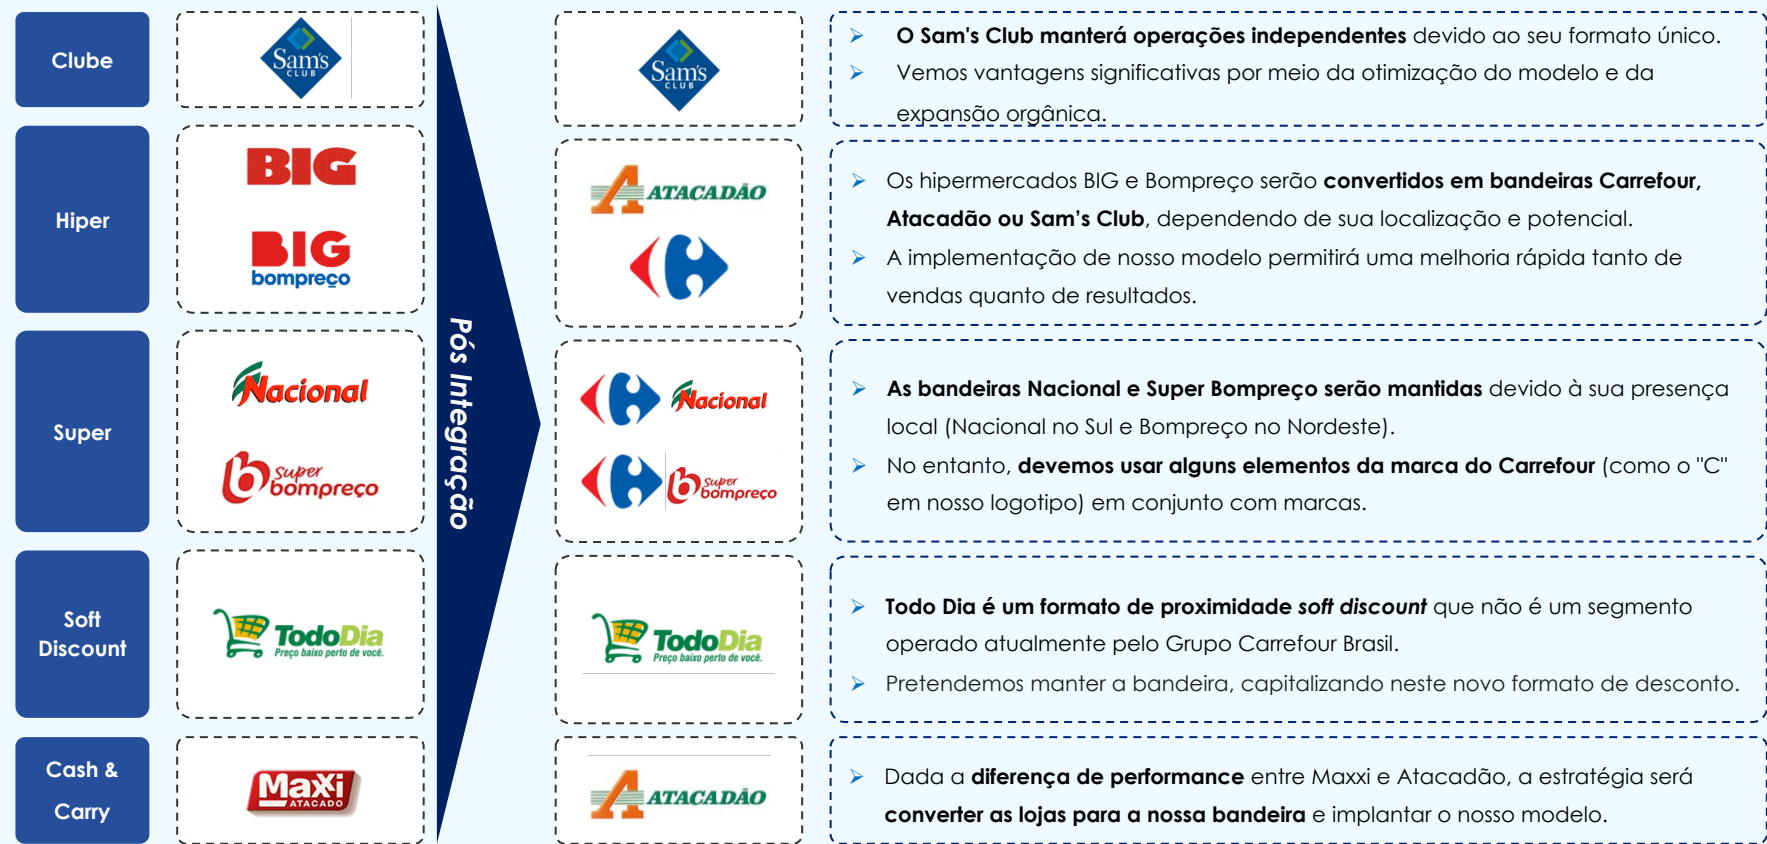 Clube
Sam's
CLUB
Sam's
CLUB
➢ O Sam's Club manterá operações independentes devido ao seu formato único.
➢ Vemos vantagens significativas por meio da otimização do modelo e da
expansão orgânica.
Hiper
BIG
BIG
bompreço
ATACADÃO
➢ Os hipermercados BIG e Bompreço serão convertidos em bandeiras Carrefour,
Atacadão ou Sam’s Club, dependendo de sua localização e potencial.
➢ A implementação de nosso modelo permitirá uma melhoria rápida tanto de
vendas quanto de resultados.
Pós Integração
Super
Nacional
super
bompreço
Nacional
super
bompreço
➢ As bandeiras Nacional e Super Bompreço serão mantidas devido à sua presença
local (Nacional no Sul e Bompreço no Nordeste).
➢ No entanto, devemos usar alguns elementos da marca do Carrefour (como o "C"
em nosso logotipo) em conjunto com marcas.
Soft
Discount
TodoDia
Preço baixo perto de você.
TodoDia
Preço baixo perto de você.
➢ Todo Dia é um formato de proximidade soft discount que não é um segmento
operado atualmente pelo Grupo Carrefour Brasil.
➢ Pretendemos manter a bandeira, capitalizando neste novo formato de desconto.
Cash &
Carry
Maxxi
ATACADO
ATACADÃO
➢ Dada a diferença de performance entre Maxxi e Atacadão, a estratégia será
converter as lojas para a nossa bandeira e implantar o nosso modelo.